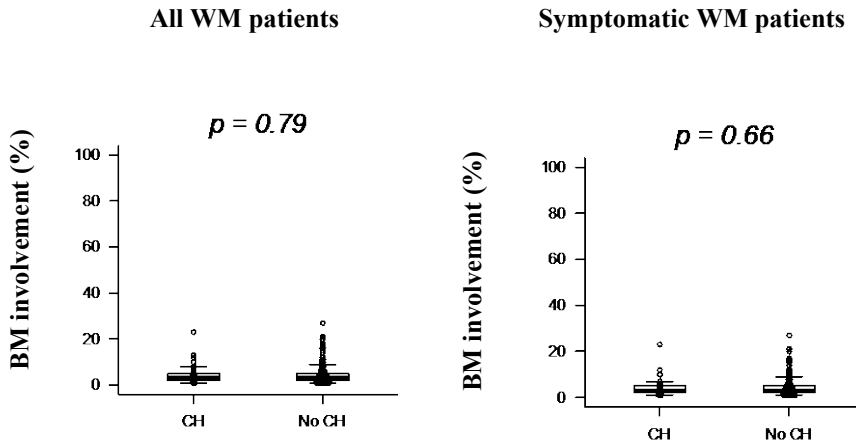 All WM patients
p = 0.79
BM involvement (%)
100
80
60
40
20
0
CH No CH
Symptomatic WM patients
p = 0.66
BM involvement (%)
100
80
60
40
20
0
CH No CH